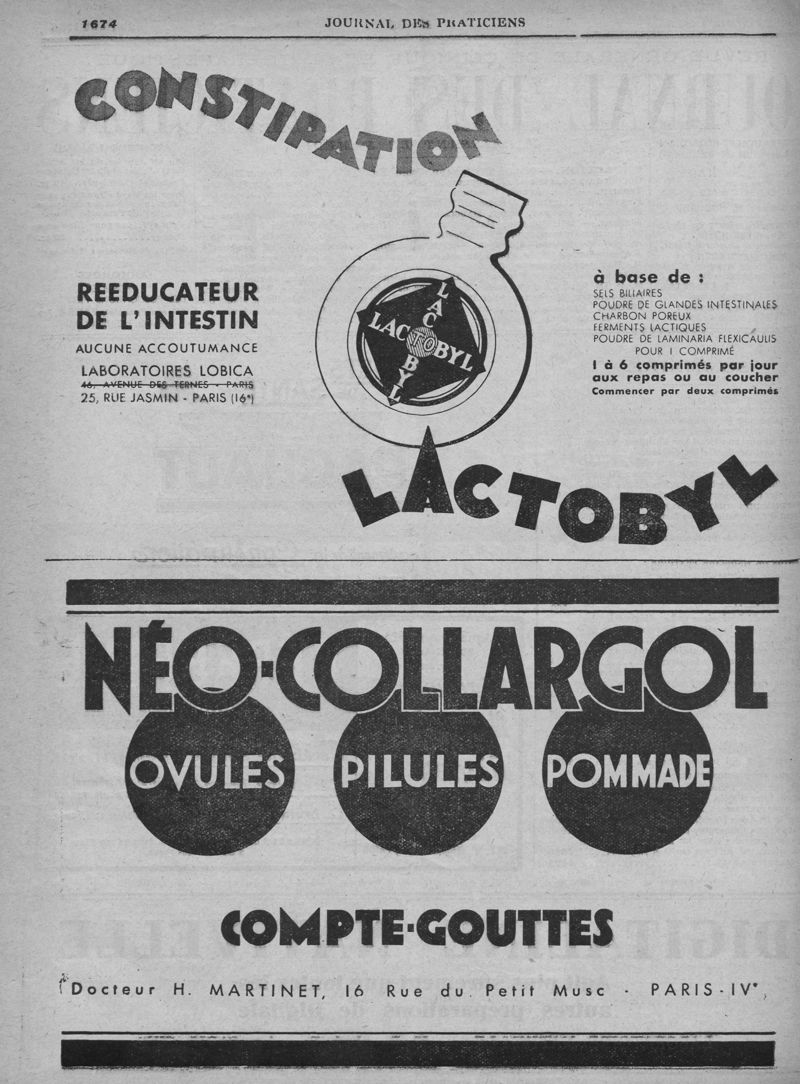 1674
JOURNAL DES PRATICIENS
CONSTIPATION
REEDUCATEUR
DE L'INTESTIN
AUCUNE ACCOUTUMANCE
LABORATOIRES LOBICA
46, AVENUE DES TERNES - PARIS
25, RUE JASMIN - PARIS (16e)
LACTOBYL
LACTOBYL
à base de :
SELS BILIAIRES
POUDRE DE GLANDES INTESTINALES
CHARBON POREUX
FERMENTS LACTIQUES
POUDRE DE LAMINARIA FLEXICAULIS
POUR 1 COMPRIMÉ
1 à 6 comprimés par jour
aux repas ou au coucher
Commencer par deux comprimés
LACTOBYL
NÉO-COLLARGOL
OVULES
PILULES
POMMADE
COMPTE-GOUTTES
Docteur H. MARTINET, 16 Rue du Petit Musc - PARIS-IVe